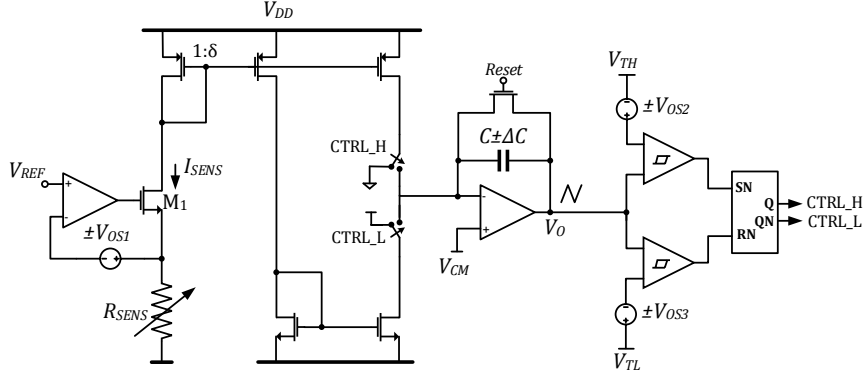 V_DD
1:δ
Reset
V_TH
±V_OS2
C±ΔC
CTRL_H
V_REF
+
-
I_SENS
M_1
SN
Q
CTRL_H
QN
CTRL_L
RN
-
+
V_O
±V_OS1
CTRL_L
V_CM
R_SENS
±V_OS3
V_TL